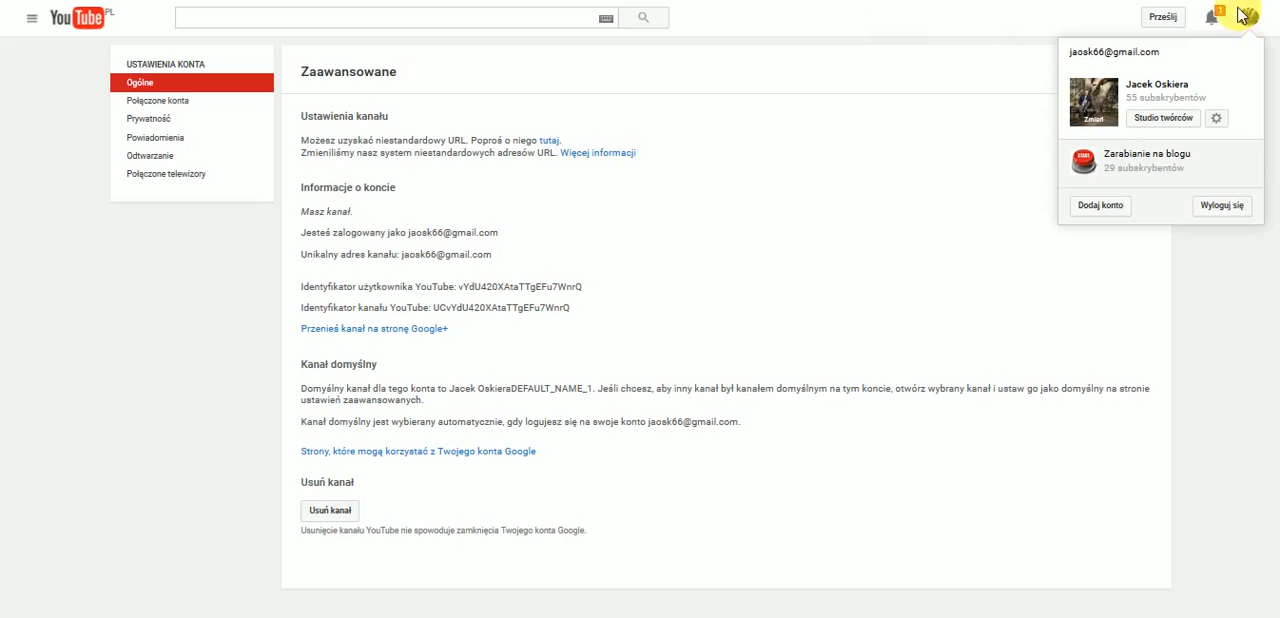 YouTube PL
Prześlij
1
jaosk66@gmail.com
Jacek Oskiera
55 subskrybentów
Zmień
Studio twórców
START
Zarabianie na blogu
29 subskrybentów
Dodaj konto
Wyloguj się
USTAWIENIA KONTA
Ogólne
Połączone konta
Prywatność
Powiadomienia
Odtwarzanie
Połączone telewizory
Zaawansowane
Ustawienia kanału
Możesz uzyskać niestandardowy URL. Poproś o niego tutaj.
Zmieniliśmy nasz system niestandardowych adresów URL. Więcej informacji
Informacje o koncie
Masz kanał.
Jesteś zalogowany jako jaosk66@gmail.com
Unikalny adres kanału: jaosk66@gmail.com
Identyfikator użytkownika YouTube: vYdU420XAtaTTgEFu7WnrQ
Identyfikator kanału YouTube: UCvYdU420XAtaTTgEFu7WnrQ
Przenieś kanał na stronę Google+
Kanał domyślny
Domyślny kanał dla tego konta to Jacek OskieraDEFAULT_NAME_1. Jeśli chcesz, aby inny kanał był kanałem domyślnym na tym koncie, otwórz wybrany kanał i ustaw go jako domyślny na stronie
ustawień zaawansowanych.
Kanał domyślny jest wybierany automatycznie, gdy logujesz się na swoje konto jaosk66@gmail.com.
Strony, które mogą korzystać z Twojego konta Google
Usuń kanał
Usuń kanał
Usunięcie kanału YouTube nie spowoduje zamknięcia Twojego konta Google.